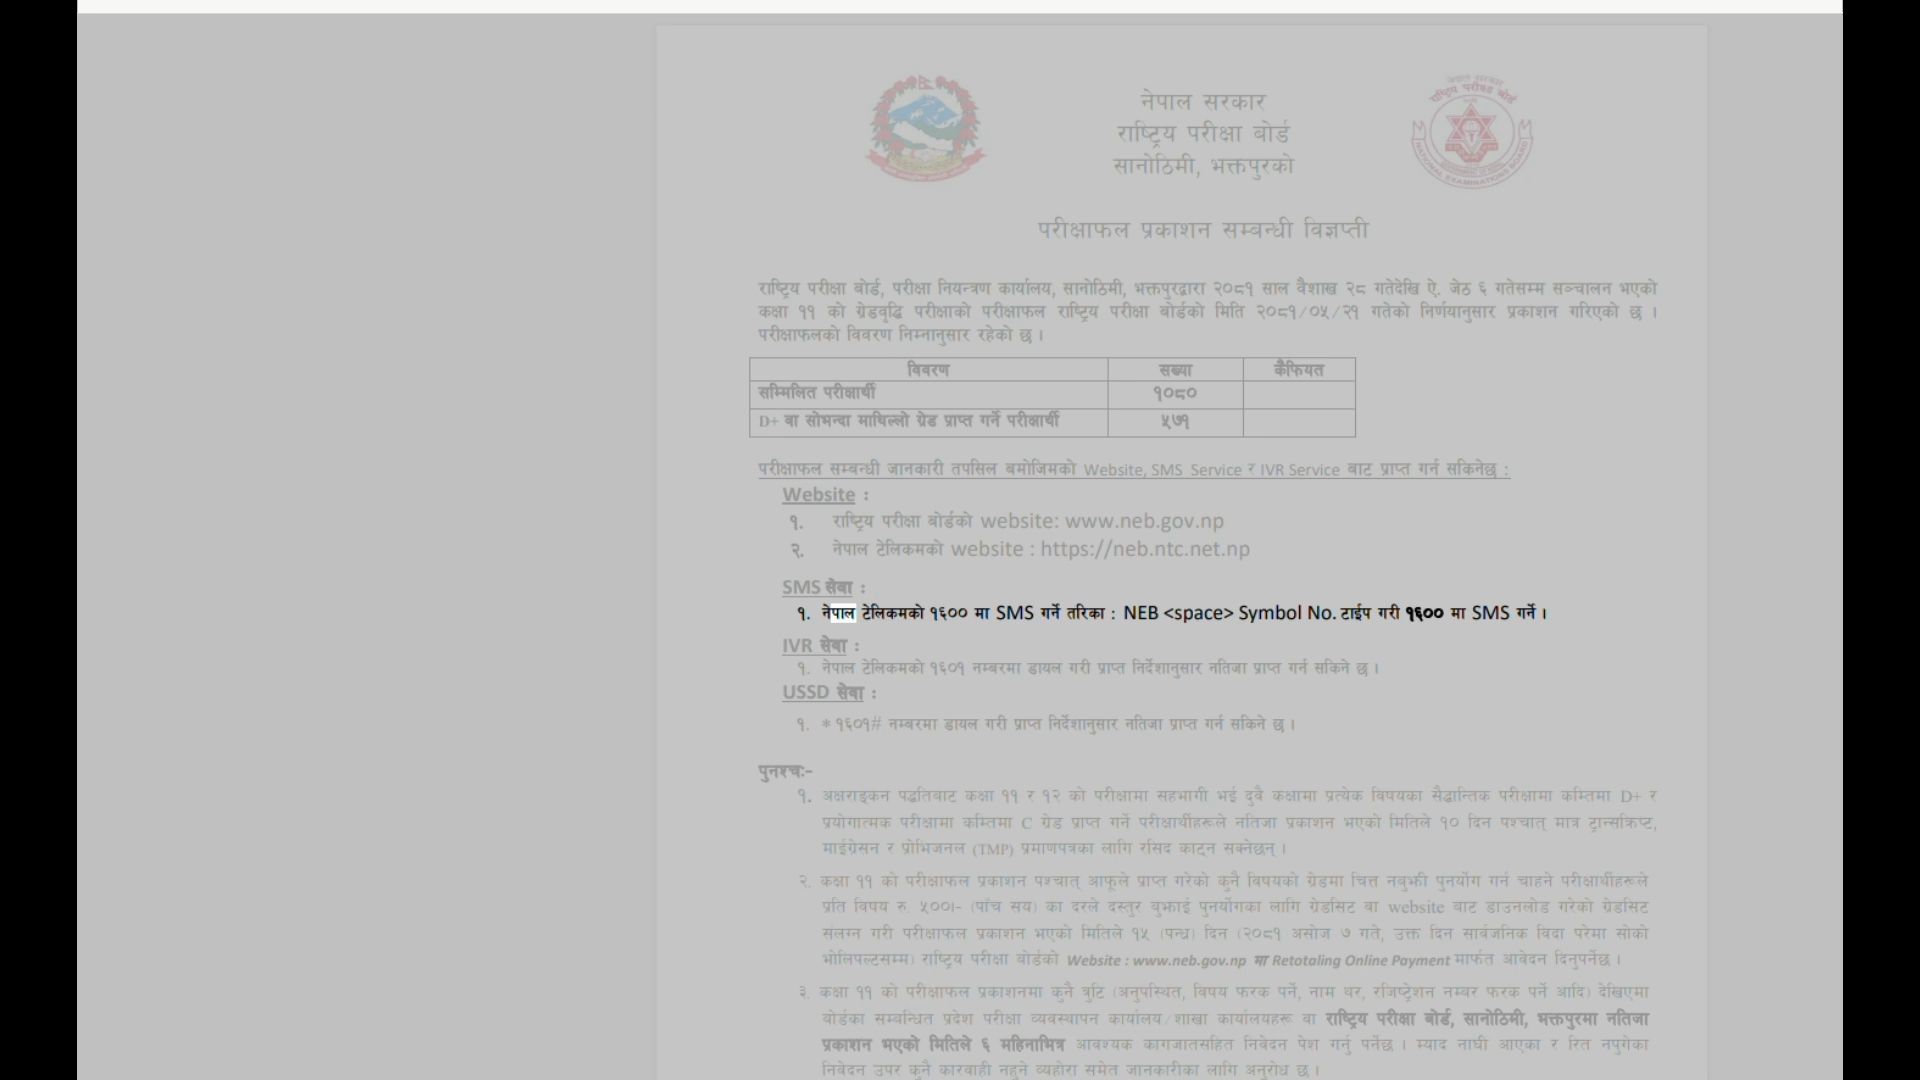 नेपाल सरकार
राष्ट्रिय परीक्षा बोर्ड
सानोठिमी, भक्तपुरको
नेपाल सरकार
राष्ट्रिय परीक्षा बोर्ड
NATIONAL EXAMINATIONS BOARD
परीक्षाफल प्रकाशन सम्बन्धी विज्ञप्ती
राष्ट्रिय परीक्षा बोर्ड, परीक्षा नियन्त्रण कार्यालय, सानोठिमी, भक्तपुरद्वारा २०८१ साल वैशाख २८ गतेदेखि ऐ. जेठ ६ गतेसम्म सञ्चालन भएको
कक्षा ११ को ग्रेडवृद्धि परीक्षाको परीक्षाफल राष्ट्रिय परीक्षा बोर्डको मिति २०८१/०५/२१ गतेको निर्णयानुसार प्रकाशन गरिएको छ ।
परीक्षाफलको विवरण निम्नानुसार रहेको छ ।
विवरण सख्या कैफियत
सम्मिलित परीक्षार्थी १०८०
D+ वा सोभन्दा माथिल्लो ग्रेड प्राप्त गर्ने परीक्षार्थी ५७१
परीक्षाफल सम्बन्धी जानकारी तपसिल बमोजिमको Website, SMS Service र IVR Service बाट प्राप्त गर्न सकिनेछ :
Website :
१. राष्ट्रिय परीक्षा बोर्डको website: www.neb.gov.np
२. नेपाल टेलिकमको website : https://neb.ntc.net.np
SMS सेवा :
१. नेपाल टेलिकमको १६०० मा SMS गर्ने तरिका : NEB <space> Symbol No. टाईप गरी १६०० मा SMS गर्ने ।
IVR सेवा :
१. नेपाल टेलिकमको १६०१ नम्बरमा डायल गरी प्राप्त निर्देशानुसार नतिजा प्राप्त गर्न सकिने छ ।
USSD सेवा :
१. *१६०१# नम्बरमा डायल गरी प्राप्त निर्देशानुसार नतिजा प्राप्त गर्न सकिने छ ।
पुनश्चः-
१. अक्षराङ्कन पद्धतिबाट कक्षा ११ र १२ को परीक्षामा सहभागी भई दुवै कक्षामा प्रत्येक विषयका सैद्धान्तिक परीक्षामा कम्तिमा D+ र
प्रयोगात्मक परीक्षामा कम्तिमा C ग्रेड प्राप्त गर्ने परीक्षार्थीहरूले नतिजा प्रकाशन भएको मितिले १० दिन पश्चात् मात्र ट्रान्सक्रिप्ट,
माईग्रेसन र प्रोभिजनल (TMP) प्रमाणपत्रका लागि रसिद काट्न सक्नेछन् ।
२. कक्षा ११ को परीक्षाफल प्रकाशन पश्चात् आफूले प्राप्त गरेको कुनै विषयको ग्रेडमा चित्त नबुझी पुनर्योग गर्न चाहने परीक्षार्थीहरूले
प्रति विषय रु. ५००।- (पाँच सय) का दरले दस्तुर बुझाई पुनर्योगका लागि ग्रेडसिट वा website बाट डाउनलोड गरेको ग्रेडसिट
संलग्न गरी परीक्षाफल प्रकाशन भएको मितिले १५ (पन्ध्र) दिन (२०८१ असोज ७ गते, उक्त दिन सार्वजनिक विदा परेमा सोको
भोलिपल्टसम्म) राष्ट्रिय परीक्षा बोर्डको Website : www.neb.gov.np मा Retotaling Online Payment मार्फत आवेदन दिनुपर्नेछ ।
३. कक्षा ११ को परीक्षाफल प्रकाशनमा कुनै त्रुटि (अनुपस्थित, विषय फरक पर्ने, नाम थर, रजिष्ट्रेशन नम्बर फरक पर्ने आदि) देखिएमा
बोर्डका सम्बन्धित प्रदेश परीक्षा व्यवस्थापन कार्यालय/शाखा कार्यालयहरू वा राष्ट्रिय परीक्षा बोर्ड, सानोठिमी, भक्तपुरमा नतिजा
प्रकाशन भएको मितिले ६ महिनाभित्र आवश्यक कागजातसहित निवेदन पेश गर्नु पर्नेछ । म्याद नाघी आएका र रित नपुगेका
निवेदन उपर कुनै कारवाही नहुने व्यहोरा समेत जानकारीका लागि अनुरोध छ ।